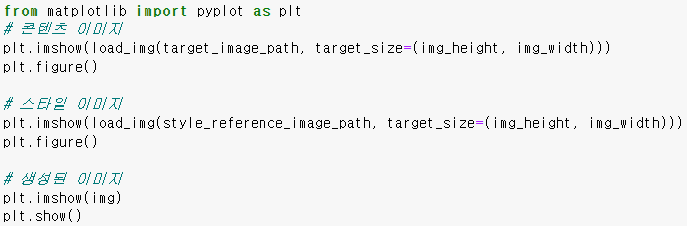 from matplotlib import pyplot as plt
# 콘텐츠 이미지
plt.imshow(load_img(target_image_path, target_size=(img_height, img_width)))
plt.figure()
# 스타일 이미지
plt.imshow(load_img(style_reference_image_path, target_size=(img_height, img_width)))
plt.figure()
# 생성된 이미지
plt.imshow(img)
plt.show()